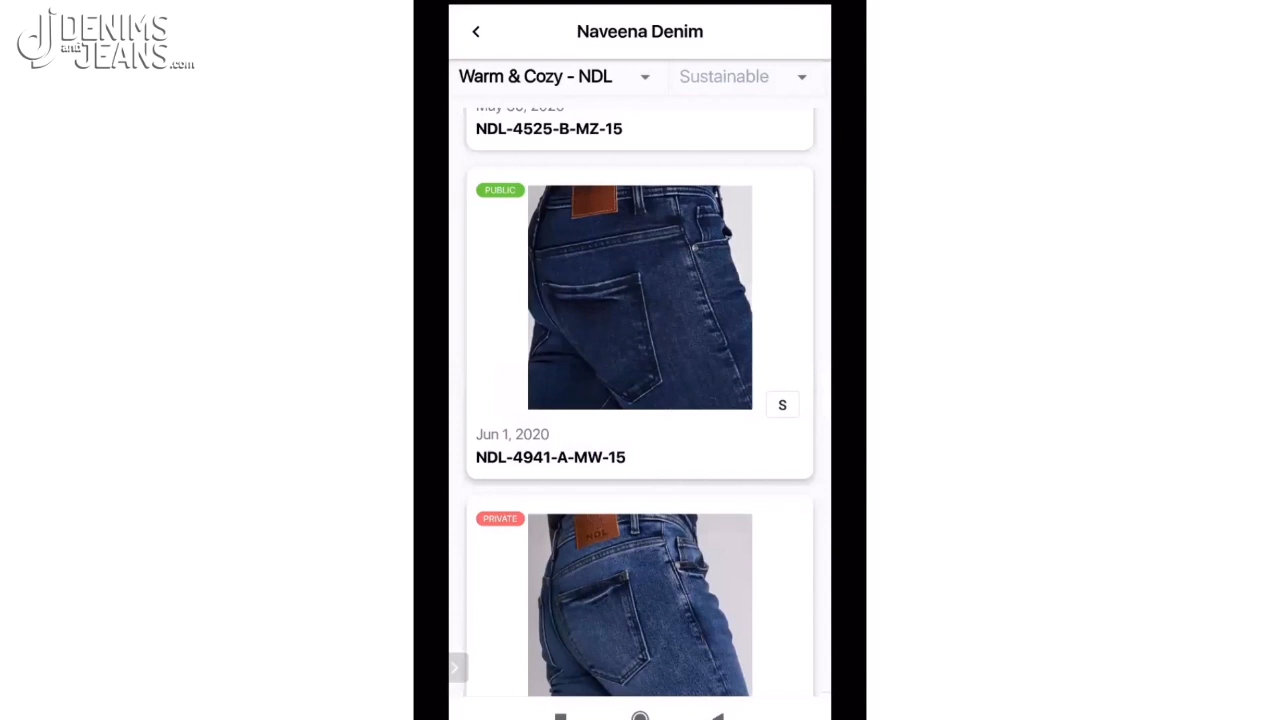 DENIMS
and
JEANS.com
Naveena Denim
Warm & Cozy - NDL
Sustainable
NDL-4525-B-MZ-15
PUBLIC
S
Jun 1, 2020
NDL-4941-A-MW-15
PRIVATE
NDL